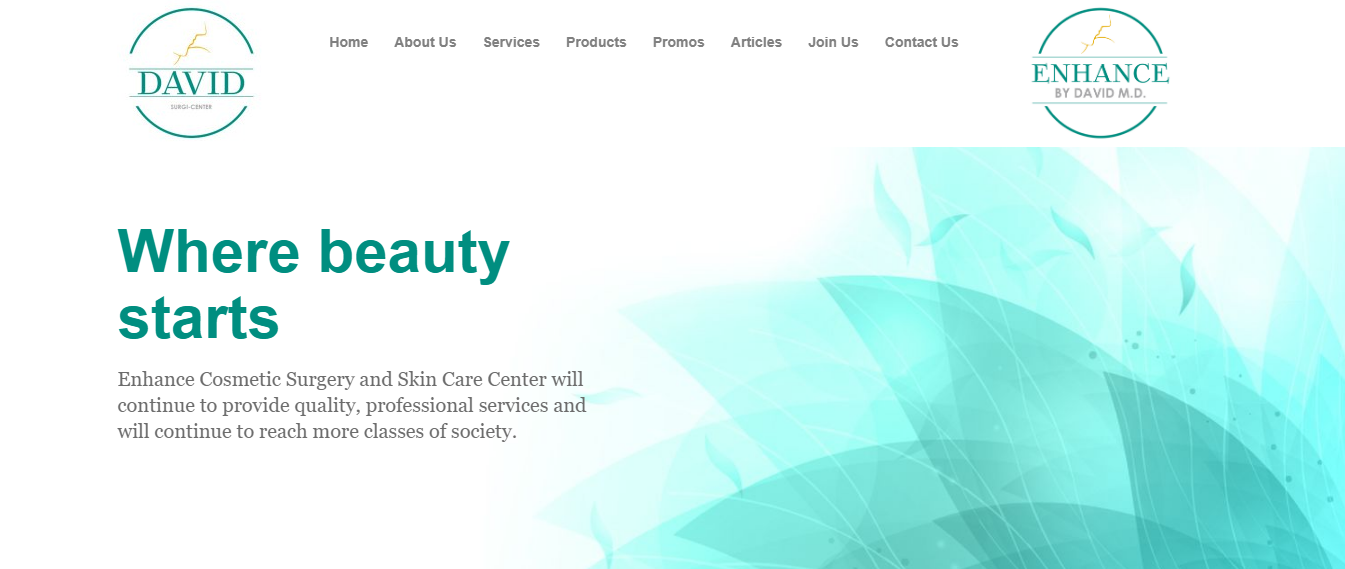 DAVID
SURGI-CENTER
Home About Us Services Products Promos Articles Join Us Contact Us
ENHANCE
BY DAVID M.D.
Where beauty
starts
Enhance Cosmetic Surgery and Skin Care Center will
continue to provide quality, professional services and
will continue to reach more classes of society.